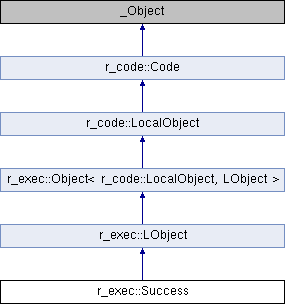 _Object
r_code::Code
r_code::LocalObject
r_exec::Object< r_code::LocalObject, LObject >
r_exec::LObject
r_exec::Success